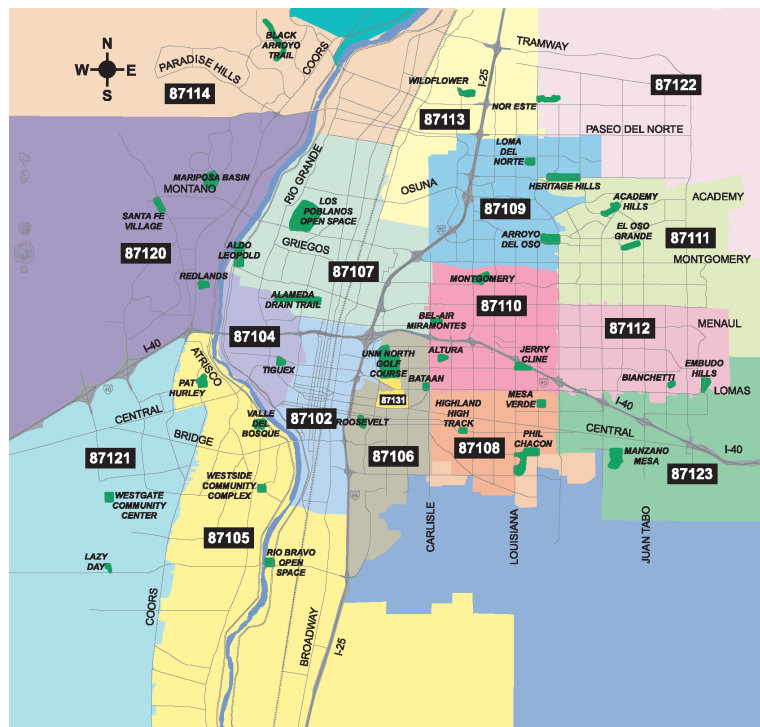 BLACK
ARROYO
TRAIL
COORS
N
W E
S
PARADISE HILLS
87114
TRAMWAY
I-25
WILDFLOWER
87122
NOR ESTE
87113
PASEO DEL NORTE
LOMA
DEL
NORTE
RIO GRANDE
MARIPOSA BASIN
MONTANO
OSUNA
HERITAGE HILLS
ACADEMY
HILLS
ACADEMY
SANTA FE
VILLAGE
LOS
POBLANOS
OPEN SPACE
87109
ARROYO
DEL OSO
EL OSO
GRANDE
87111
87120
ALDO
LEOPOLD
GRIEGOS
87107
MONTGOMERY
REDLANDS
MONTGOMERY
ALAMEDA
DRAIN TRAIL
87110
BEL-AIR
MIRAMONTES
87112
MENAUL
87104
I-40
ATRISCO
UNM NORTH
GOLF
COURSE
ALTURA
JERRY
CLINE
TIGUEX
BATAAN
BIANCHETTI
EMBUDO
HILLS
LOMAS
PAT
HURLEY
87131
HIGHLAND
HIGH
TRACK
MESA
VERDE
I-40
CENTRAL
BRIDGE
VALLE
DEL
BOSQUE
87102
ROOSEVELT
CENTRAL
PHIL
CHACON
87108
I-40
87121
87106
MANZANO
MESA
87123
WESTSIDE
COMMUNITY
COMPLEX
WESTGATE
COMMUNITY
CENTER
87105
CARLISLE
LOUISIANA
JUAN TABO
LAZY
DAY
RIO BRAVO
OPEN
SPACE
COORS
BROADWAY
I-25